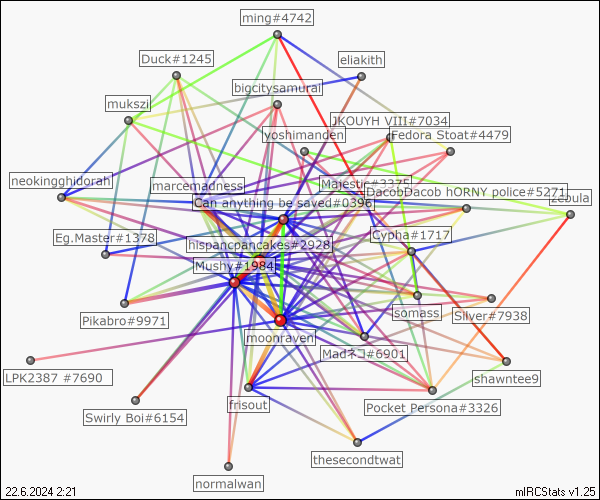 ming#4742
Duck#1245
eliakith
bigcitysamurai
mukszi
JKOUYH VIII#7034
yoshimanden
Fedora Stoat#4479
neokingghidorah
marcemadness
Majestic#3375
DacobDacob hORNY police#5271
zebula
Can anything be saved#0396
Eg.Master#1378
hispancpancakes#2928
Cypha#1717
Mushy#1984
Pikabro#9971
somass
Silver#7938
moonraven
Madネコ#6901
LPK2387 #7690
shawntee9
frisout
Pocket Persona#3326
Swirly Boi#6154
thesecondtwat
normalwan
22.6.2024 2:21
mIRCStats v1.25